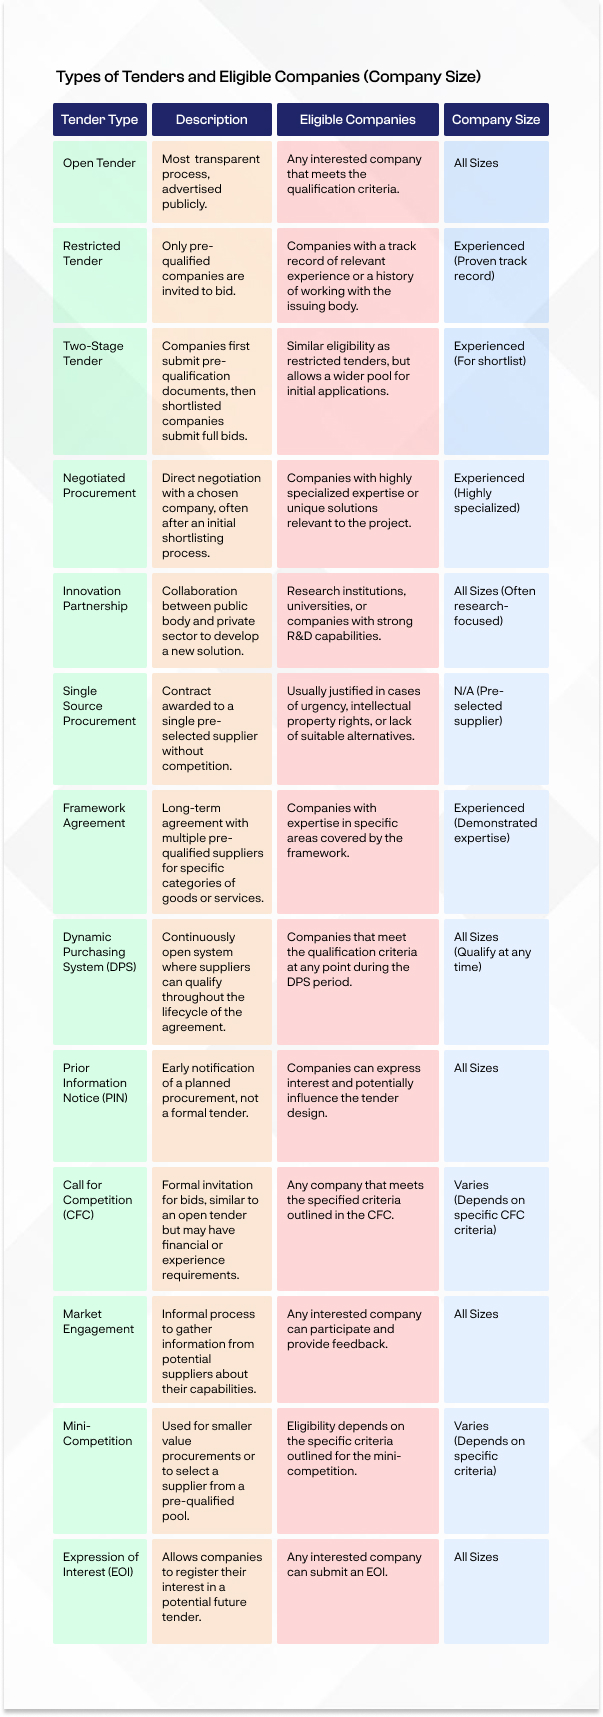 Types of Tenders and Eligible Companies (Company Size)
Tender Type
Description
Eligible Companies
Company Size
Open Tender
Most transparent
process,
advertised
publicly.
Any interested company
that meets the
qualification criteria.
All Sizes
Restricted
Tender
Only pre-
qualified
companies are
invited to bid.
Companies with a track
record of relevant
experience or a history
of working with the
issuing body.
Experienced
(Proven track
record)
Two-Stage
Tender
Companies first
submit pre-
qualification
documents, then
shortlisted
companies
submit full bids.
Similar eligibility as
restricted tenders, but
allows a wider pool for
initial applications.
Experienced
(For shortlist)
Negotiated
Procurement
Direct negotiation
with a chosen
company, often
after an initial
shortlisting
process.
Companies with highly
specialized expertise or
unique solutions
relevant to the project.
Experienced
(Highly
specialized)
Innovation
Partnership
Collaboration
between public
body and private
sector to develop
a new solution.
Research institutions,
universities, or
companies with strong
R&D capabilities.
All Sizes (Often
research-
focused)
Single
Source
Procurement
Contract
awarded to a
single pre-
selected supplier
without
competition.
Usually justified in cases
of urgency, intellectual
property rights, or lack
of suitable alternatives.
N/A (Pre-
selected
supplier)
Framework
Agreement
Long-term
agreement with
multiple pre-
qualified suppliers
for specific
categories of
goods or services.
Companies with
expertise in specific
areas covered by the
framework.
Experienced
(Demonstrated
expertise)
Dynamic
Purchasing
System (DPS)
Continuously
open system
where suppliers
can qualify
throughout the
lifecycle of the
agreement.
Companies that meet
the qualification criteria
at any point during the
DPS period.
All Sizes
(Qualify at any
time)
Prior
Information
Notice (PIN)
Early notification
of a planned
procurement, not
a formal tender.
Companies can express
interest and potentially
influence the tender
design.
All Sizes
Call for
Competition
(CFC)
Formal invitation
for bids, similar to
an open tender
but may have
financial or
experience
requirements.
Any company that meets
the specified criteria
outlined in the CFC.
Varies
(Depends on
specific CFC
criteria)
Market
Engagement
Informal process
to gather
information from
potential
suppliers about
their capabilities.
Any interested company
can participate and
provide feedback.
All Sizes
Mini-
Competition
Used for smaller
value
procurements or
to select a
supplier from a
pre-qualified
pool.
Eligibility depends on
the specific criteria
outlined for the mini-
competition.
Varies
(Depends on
specific
criteria)
Expression of
Interest (EOI)
Allows companies
to register their
interest in a
potential future
tender.
Any interested company
can submit an EOI.
All Sizes